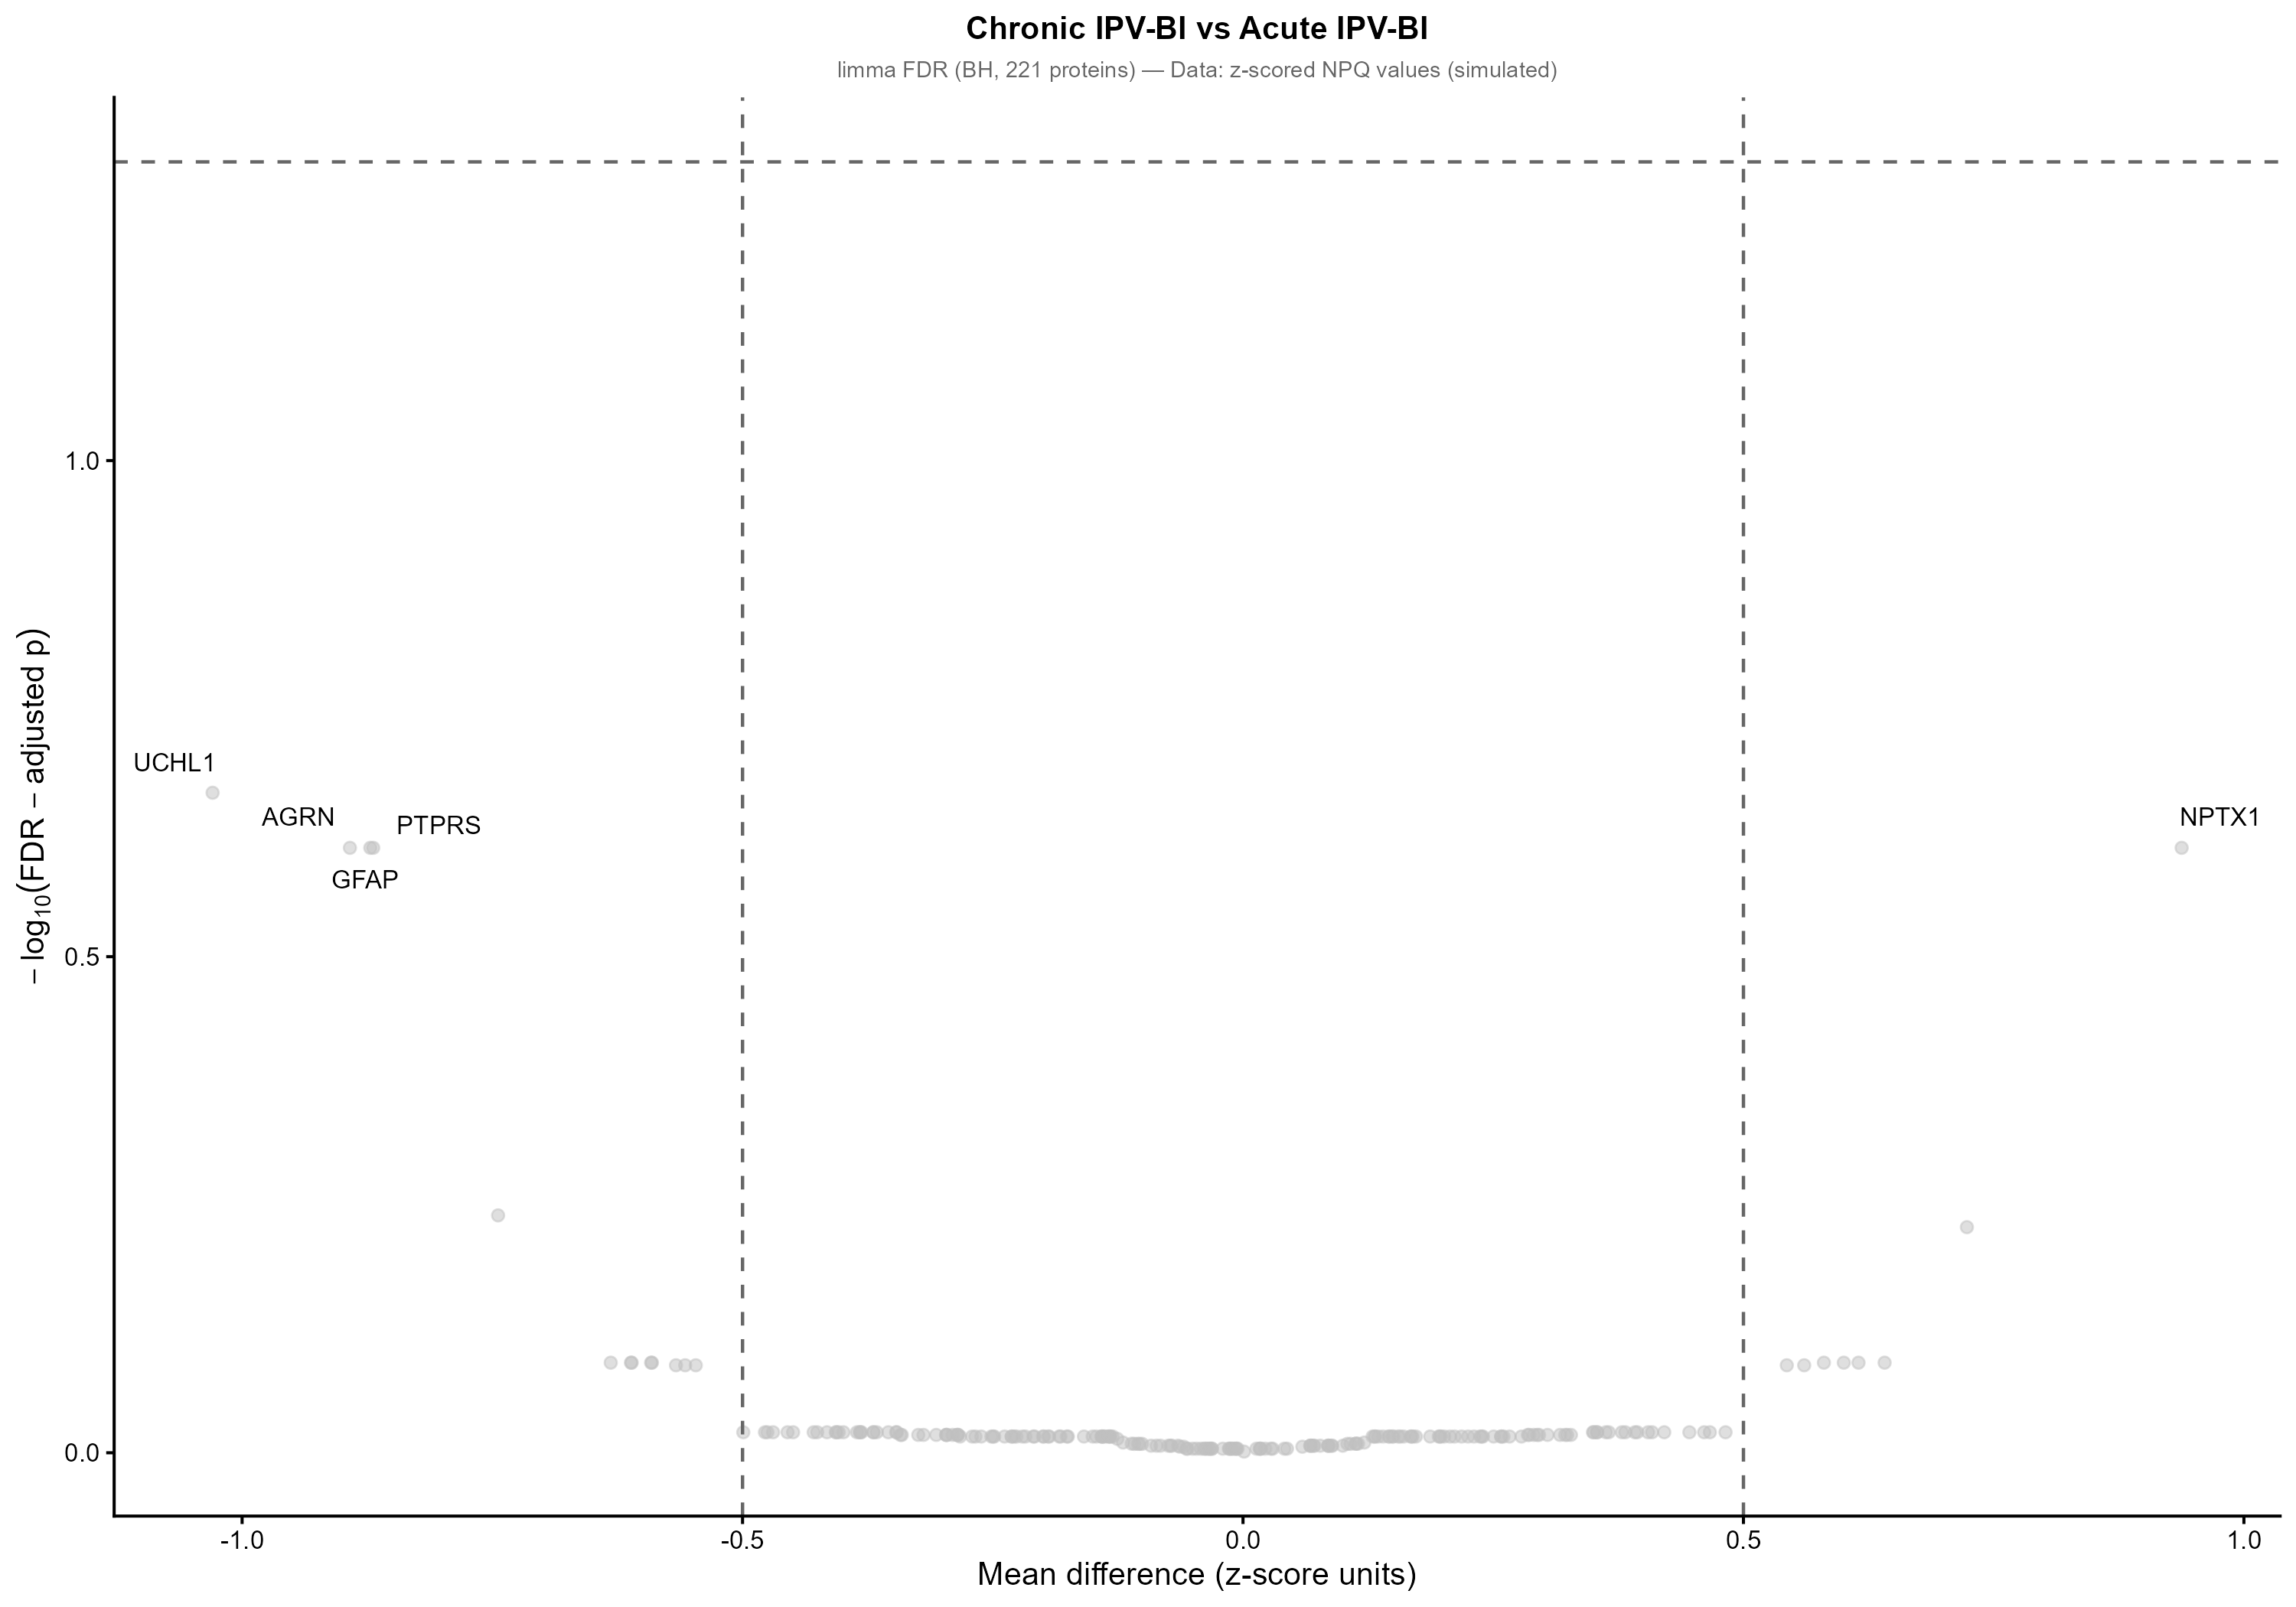 Chronic IPV-BI vs Acute IPV-BI
limma FDR (BH, 221 proteins) — Data: z-scored NPQ values (simulated)
− log10(FDR − adjusted p)
1.0
0.5
0.0
UCHL1
AGRN
PTPRS
GFAP
NPTX1
-1.0
-0.5
0.0
0.5
1.0
Mean difference (z-score units)